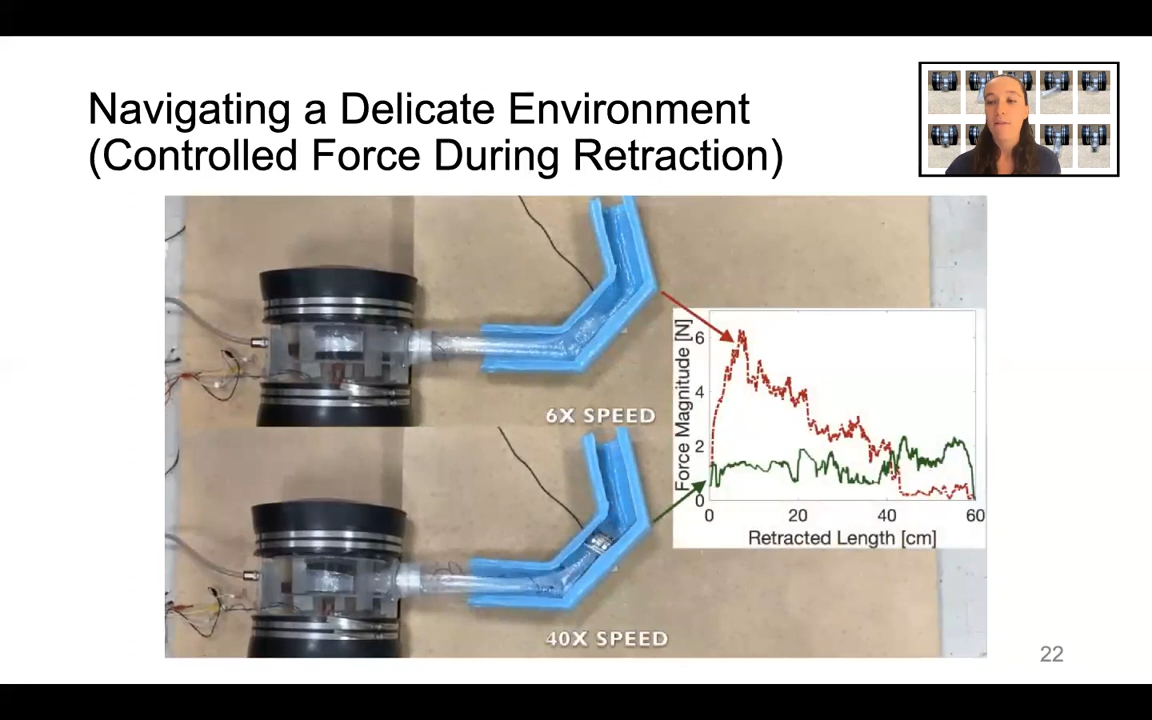 Navigating a Delicate Environment
(Controlled Force During Retraction)
6X SPEED
40X SPEED
Force Magnitude [N]
6
4
2
0
0 20 40 60
Retracted Length [cm]
22